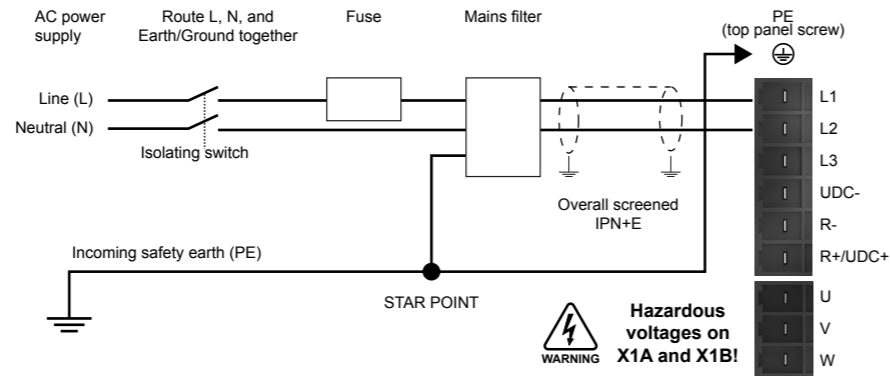 AC power
supply
Route L, N, and
Earth/Ground together
Fuse
Mains filter
PE
(top panel screw)
Line (L)
Neutral (N)
Isolating switch
L1
L2
L3
UDC-
R-
R+/UDC+
Overall screened
IPN+E
Incoming safety earth (PE)
STAR POINT
WARNING
Hazardous
voltages on
X1A and X1B!
U
V
W